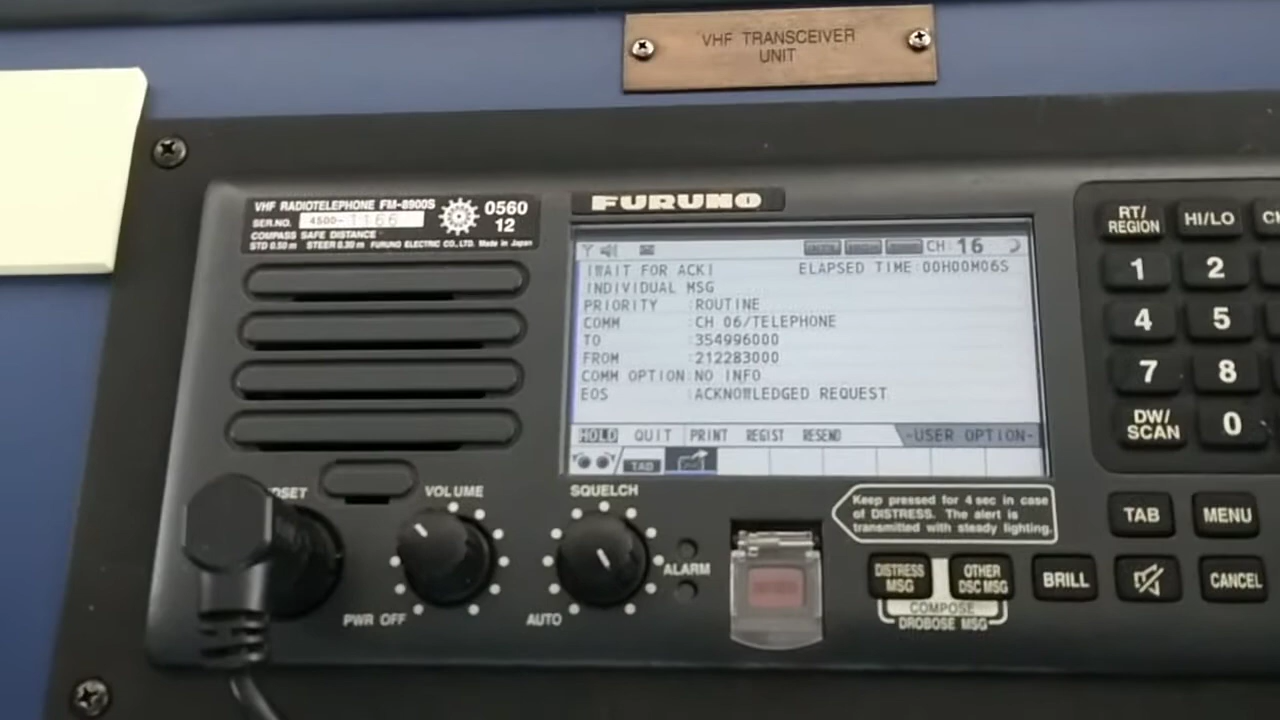 VHF TRANSCEIVER
UNIT
VHF RADIOTELEPHONE FM-8900S
SER.NO. 4500-1166
COMPASS SAFE DISTANCE
STD 0.50 m STEER 0.30 m FURUNO ELECTRIC CO., LTD. Made in Japan
0560
12
FURUNO
CH 16
[WAIT FOR ACK] ELAPSED TIME:00H00M06S
INDIVIDUAL MSG
PRIORITY :ROUTINE
COMM :CH 06/TELEPHONE
TO :354996000
FROM :212283000
COMM OPTION:NO INFO
EOS :ACKNOWLEDGED REQUEST
HOLD QUIT PRINT REGIST RESEND -USER OPTION-
TAB
RT/
REGION
HI/LO
1 2
4 5
7 8
DW/
SCAN
0
DSET
VOLUME
PWR OFF
SQUELCH
AUTO
ALARM
Keep pressed for 4 sec in case
of DISTRESS. The alert is
transmitted with steady lighting.
TAB MENU
DISTRESS
MSG
OTHER
DSC MSG
BRILL
CANCEL
COMPOSE
DROBOSE MSG